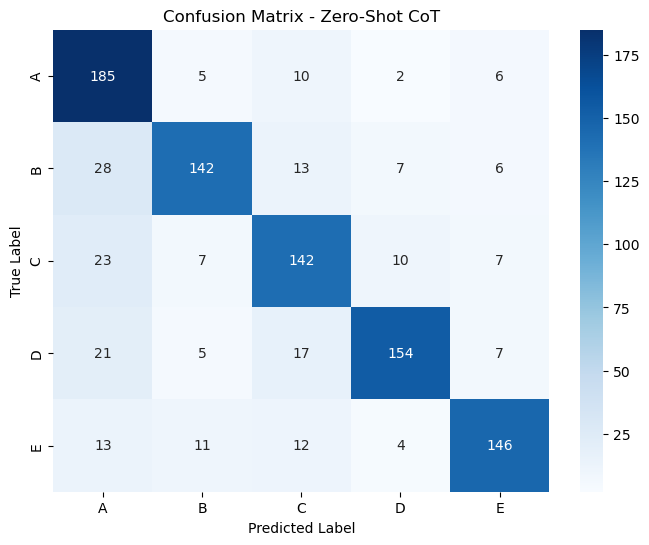 Confusion Matrix - Zero-Shot CoT
True Label
A 185 5 10 2 6
B 28 142 13 7 6
C 23 7 142 10 7
D 21 5 17 154 7
E 13 11 12 4 146
A B C D E
Predicted Label
175
150
125
100
75
50
25